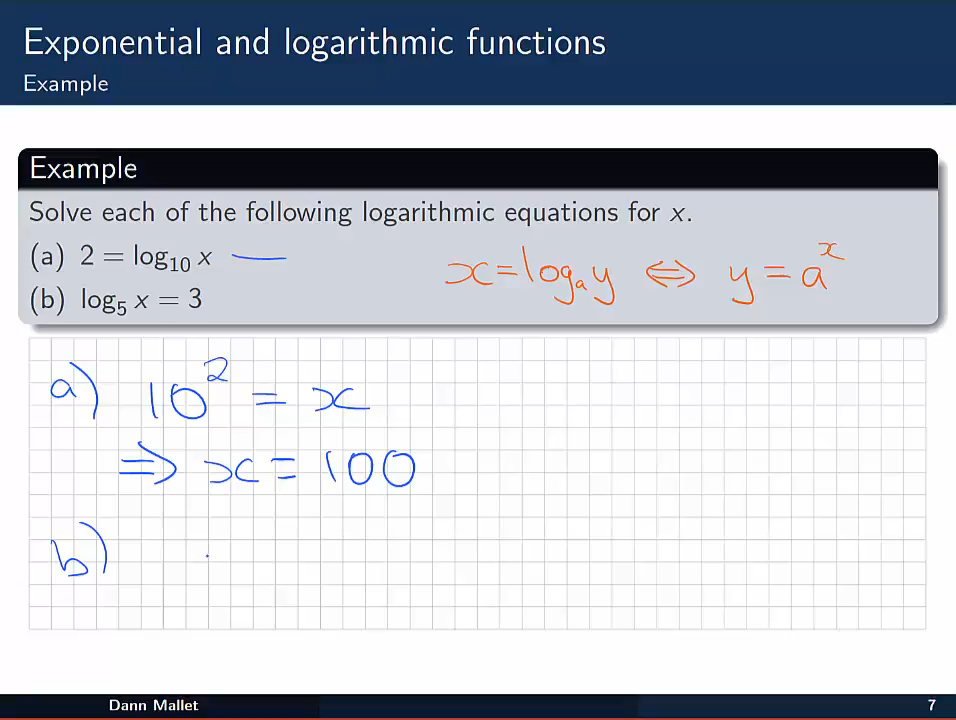 Exponential and logarithmic functions
Example
Example
Solve each of the following logarithmic equations for x.
(a) 2 = log₁₀ x
x = logₐ y ⇔ y = aˣ
(b) log₅ x = 3
a) 10² = x
⇒ x = 100
b)
Dann Mallet
7